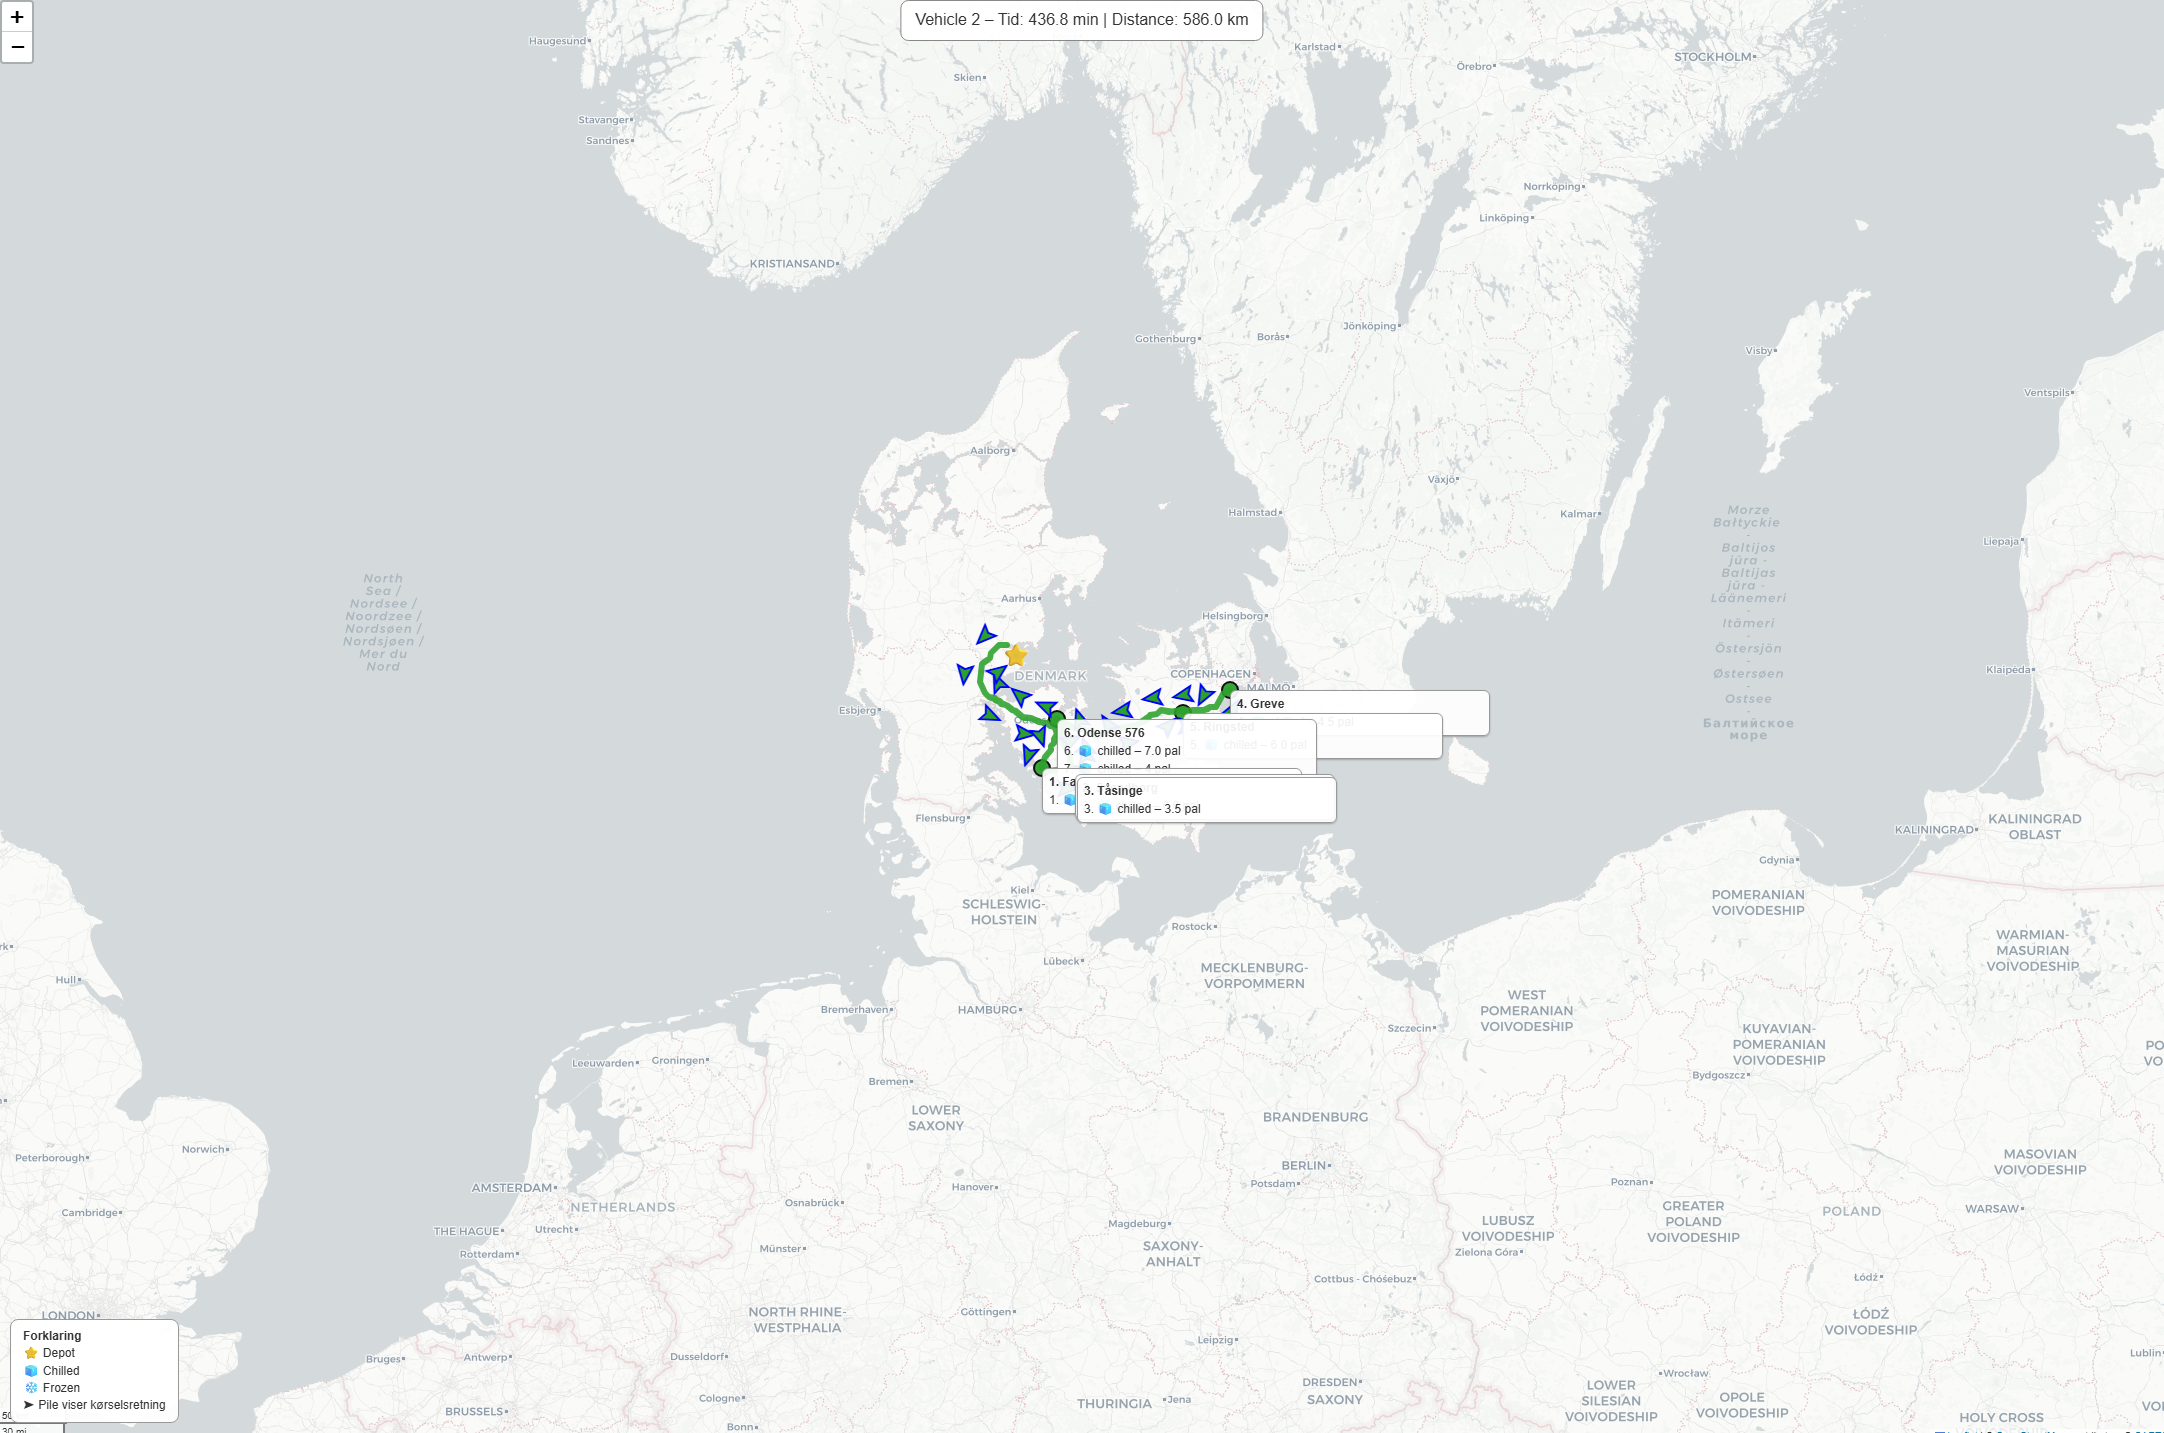 +
−
Vehicle 2 – Tid: 436.8 min | Distance: 586.0 km
Haugesund
Karlstad
STOCKHOLM
Örebro
Skien
Stavanger
Sandnes
Norrköping
Linköping
KRISTIANSAND
Jönköping
Gothenburg
Borås
Visby
Ventspils
Aalborg
Växjö
Halmstad
Kalmar
Morze
Bałtyckie
-
Baltijos
jūra -
Baltijas
jūra -
Läänemeri
-
Itämeri
-
Östersjön
-
Østersøen
-
Ostsee
-
Балтийское
море
Liepaja
North
Sea /
Nordsee /
Noordzee /
Nordsøen /
Nordsjøen /
Mer du
Nord
Aarhus
Helsingborg
Klaipėda
DENMARK
COPENHAGEN
MALMÖ
Esbjerg
4. Greve
4.5 pal
5. Ringsted
5. chilled – 6.0 pal
6. Odense 576
6. chilled – 7.0 pal
7. chilled – 4 pal
1. Fa
1.
3. Tåsinge
3. chilled – 3.5 pal
Flensburg
KALININGRAD
KALININGRAD
OBLAST
Gdynia
Kiel
SCHLESWIG-
HOLSTEIN
POMERANIAN
VOIVODESHIP
Rostock
WARMIAN-
MASURIAN
VOIVODESHIP
Hull
Lübeck
MECKLENBURG-
VORPOMMERN
Bremerhaven
HAMBURG
WEST
POMERANIAN
VOIVODESHIP
Szczecin
KUYAVIAN-
POMERANIAN
VOIVODESHIP
Leeuwarden
Groningen
Bydgoszcz
Bremen
LOWER
SAXONY
BRANDENBURG
Norwich
Peterborough
MASOVIAN
VOIVODESHIP
BERLIN
AMSTERDAM
Hanover
Potsdam
Poznan
Osnabrück
NETHERLANDS
Cambridge
GREATER
POLAND
VOIVODESHIP
POLAND
WARSAW
THE HAGUE
Utrecht
Magdeburg
LUBUSZ
VOIVODESHIP
Rotterdam
Münster
SAXONY-
ANHALT
Zielona Góra
Cottbus - Chóśebuz
Łódź
LONDON
NORTH RHINE-
WESTPHALIA
Göttingen
ŁÓDŹ
VOIVODESHIP
Leipzig
Forklaring
Depot
Chilled
Frozen
➤ Pile viser kørselsretning
Bruges
Antwerp
Dusseldorf
Lublin
Wrocław
DRESDEN
SAXONY
LOWER
SILESIAN
VOIVODESHIP
OPOLE
VOIVODESHIP
Cologne
THURINGIA
Jena
BRUSSELS
HOLY CROSS
Bonn
30 mi